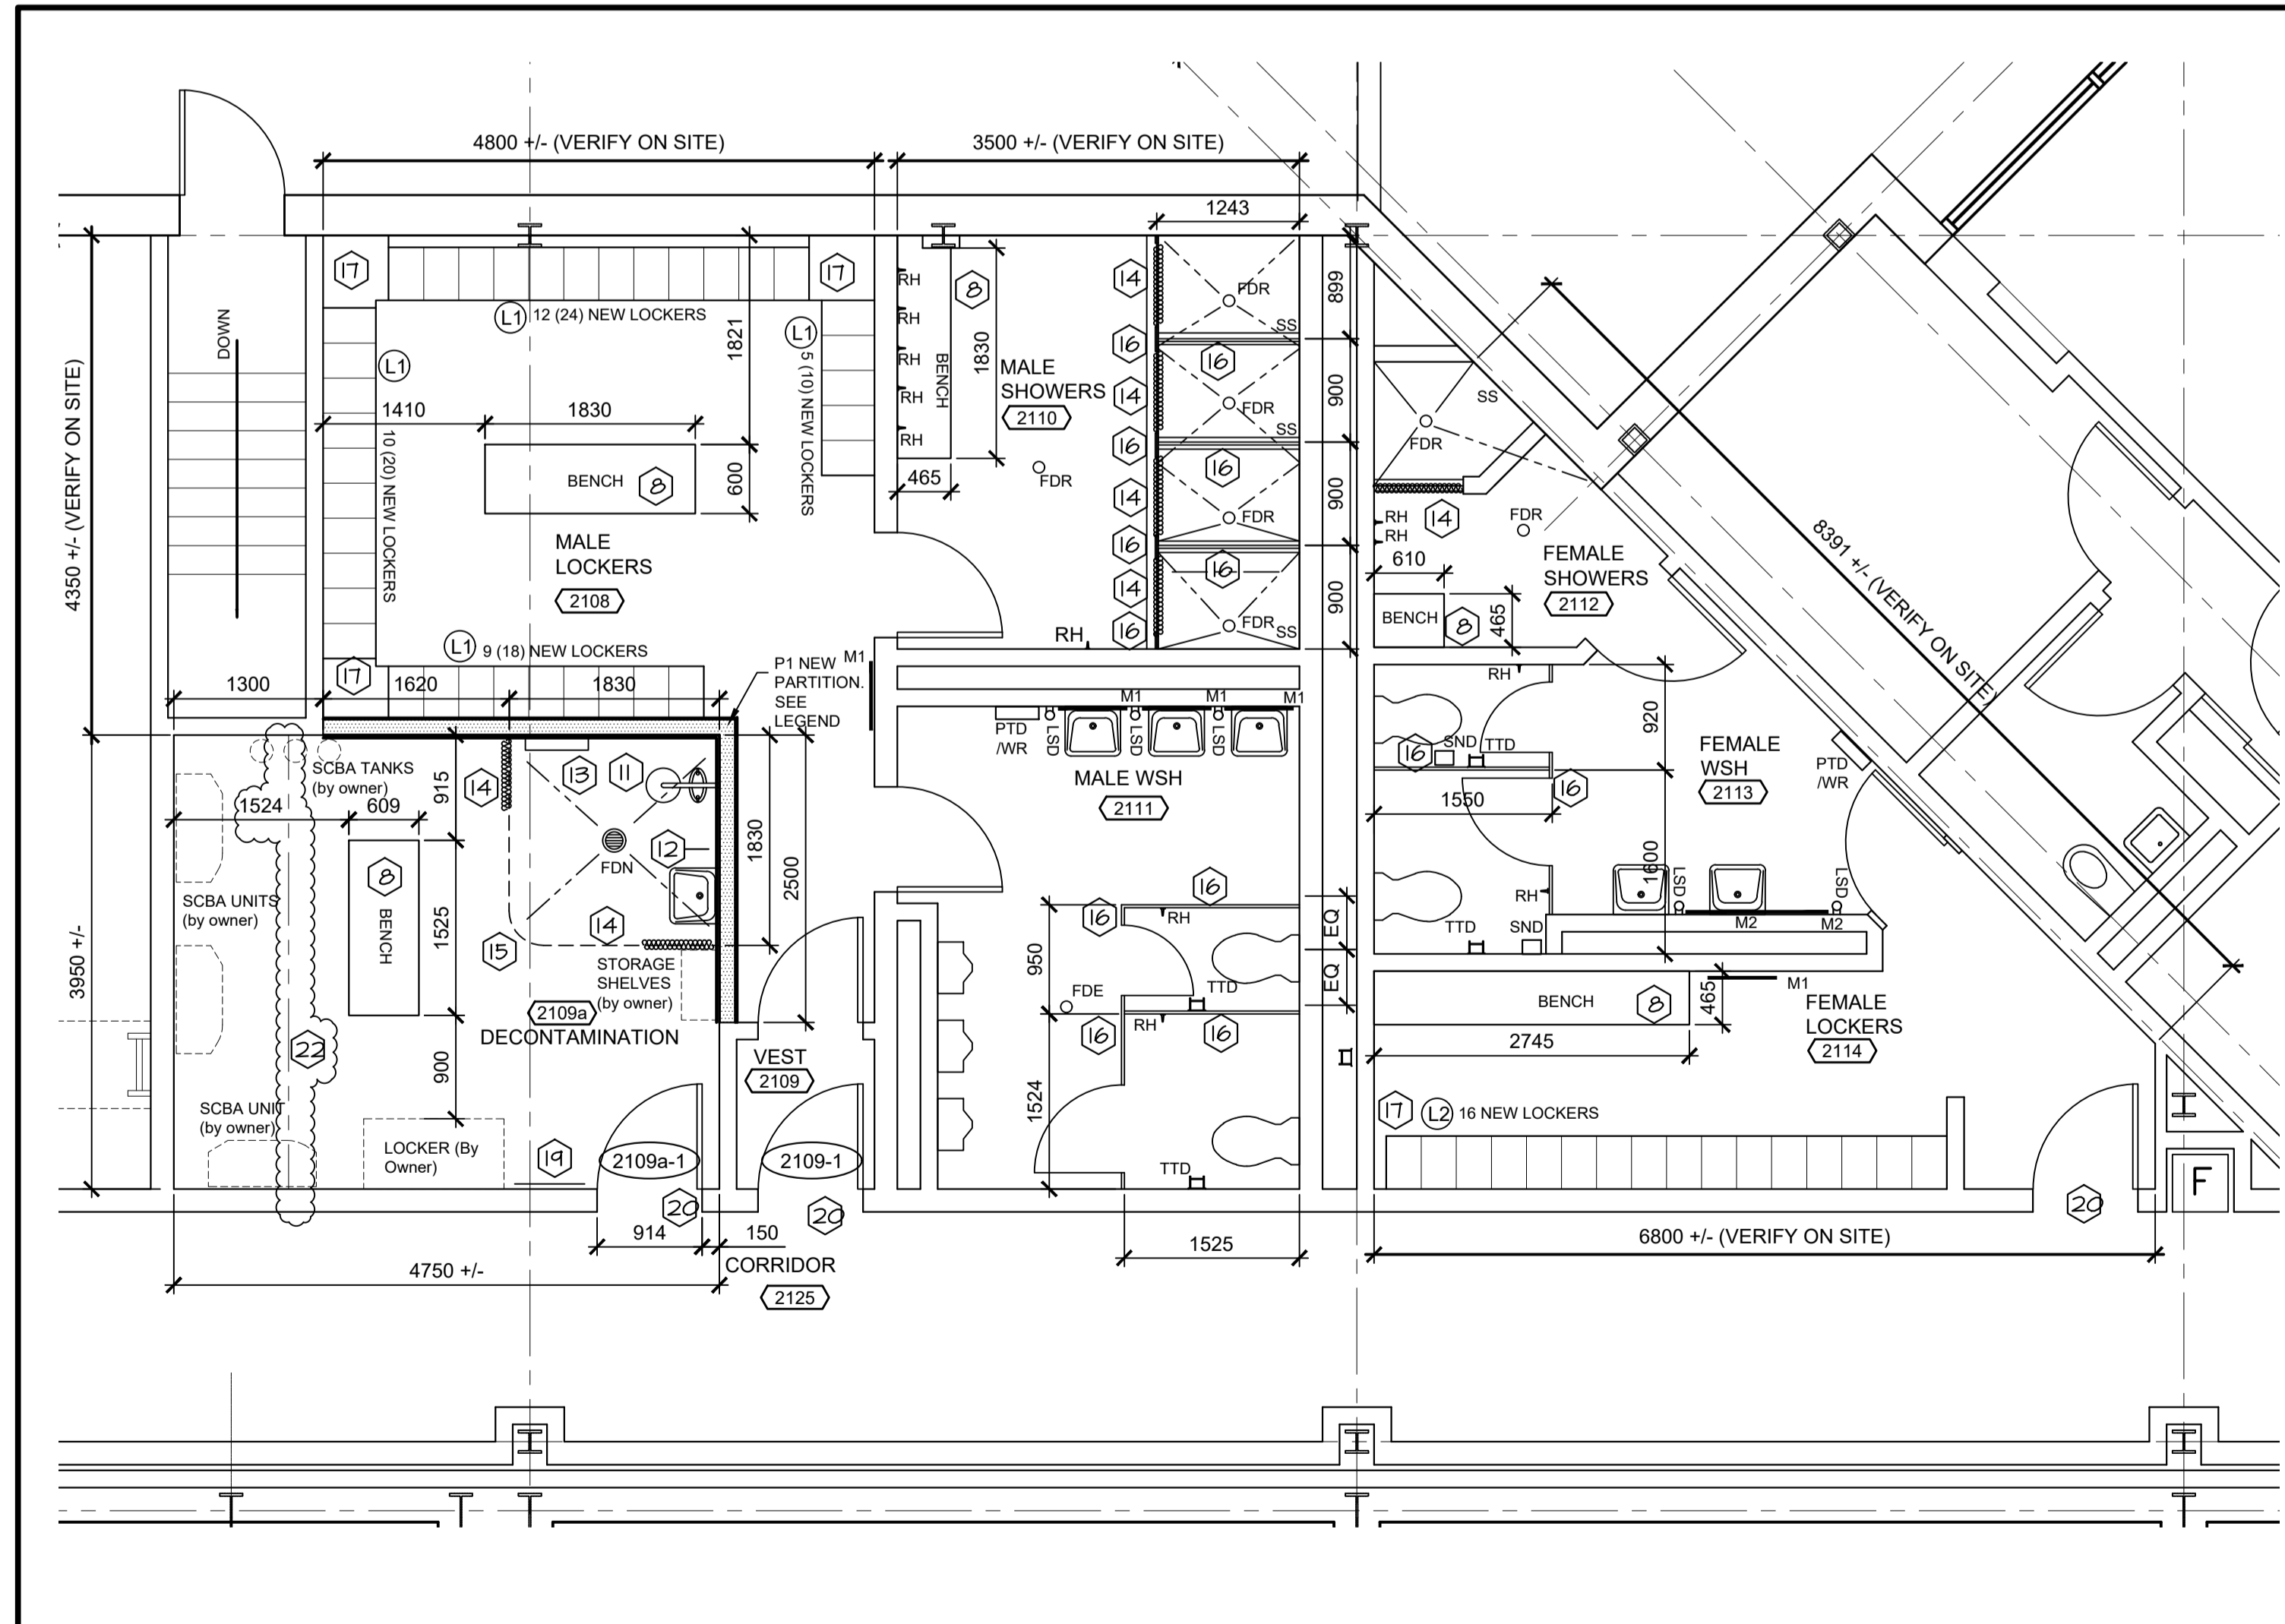 4800 +/- (VERIFY ON SITE)
3500 +/- (VERIFY ON SITE)
1243
4350 +/- (VERIFY ON SITE)
DOWN
17
17
L1 12 (24) NEW LOCKERS
1821
L1
5 (10) NEW LOCKERS
L1
10 (20) NEW LOCKERS
1410
1830
BENCH 8
600
MALE
LOCKERS
2108
L1 9 (18) NEW LOCKERS
17
RH
RH
RH
RH
RH
8
BENCH
1830
465
MALE
SHOWERS
2110
FDR
14
16
14
16
14
16
14
16
RH
FDR
SS
16
FDR
SS
16
FDR
16
FDR
SS
899
900
900
900
SS
FDR
RH
RH
14
FDR
610
BENCH
8
465
FEMALE
SHOWERS
2112
8391 +/- (VERIFY ON SITE)
1300
1620
1830
P1 NEW
PARTITION.
SEE
LEGEND
M1
SCBA TANKS
(by owner)
1524
609
915
14
13
11
12
FDN
1830
2500
SCBA UNITS
(by owner)
8
BENCH
1525
15
14
STORAGE
SHELVES
(by owner)
2109a
DECONTAMINATION
3950 +/-
22
900
SCBA UNIT
(by owner)
LOCKER (By
Owner)
19
2109a-1
20
VEST
2109
2109-1
20
914
150
4750 +/-
CORRIDOR
2125
PTD
/WR
LSD
M1
LSD
M1
LSD
M1
MALE WSH
2111
16
16
RH
950
FDE
TTD
RH
16
16
1524
TTD
1525
EQ
EQ
RH
920
16
SND
TTD
16
1550
FEMALE
WSH
2113
PTD
/WR
1600
RH
LSD
LSD
TTD
SND
M2
M2
BENCH
8
465
M1
2745
FEMALE
LOCKERS
2114
17
L2 16 NEW LOCKERS
20
F
6800 +/- (VERIFY ON SITE)